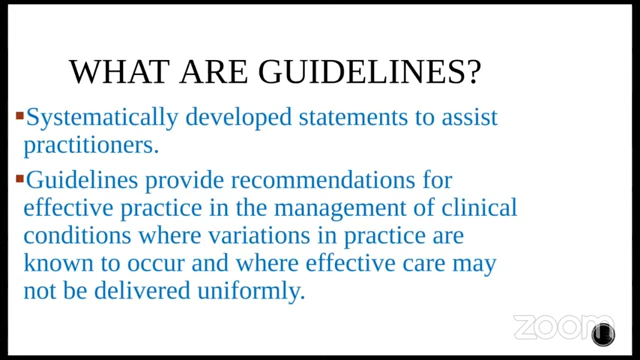 WHAT ARE GUIDELINES?
▪Systematically developed statements to assist
practitioners.
▪Guidelines provide recommendations for
effective practice in the management of clinical
conditions where variations in practice are
known to occur and where effective care may
not be delivered uniformly.
zoom